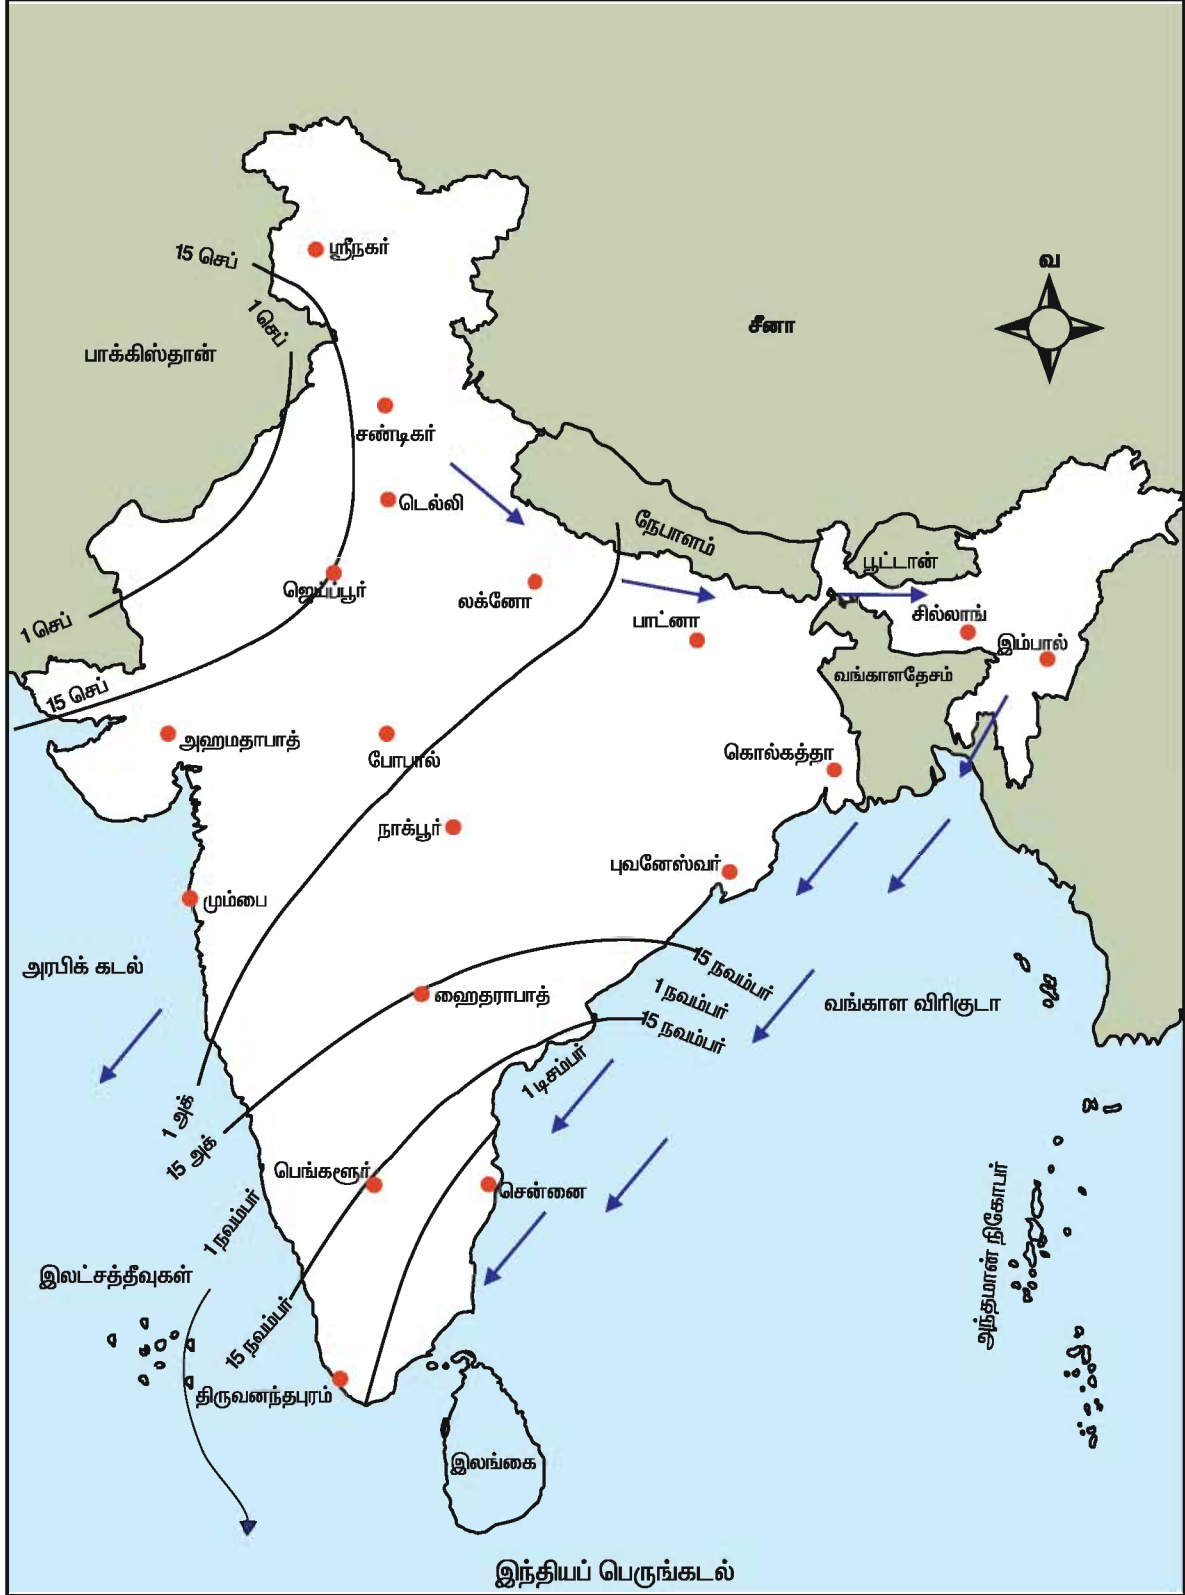 ஸ்ரீநகர்
15 செப்
வ
1 செப்
சீனா
பாக்கிஸ்தான்
சண்டிகர்
டெல்லி
நேபாளம்
பூட்டான்
ஜெய்ப்பூர்
லக்னோ
பாட்னா
சில்லாங்
1 செப்
இம்பால்
வங்காளதேசம்
15 செப்
அஹமதாபாத்
போபால்
கொல்கத்தா
நாக்பூர்
புவனேஸ்வர்
மும்பை
அரபிக் கடல்
15 நவம்பர்
ஹைதராபாத்
1 நவம்பர்
வங்காள விரிகுடா
15 நவம்பர்
1 டிசம்பர்
1 அக்
15 அக்
பெங்களூர்
சென்னை
1 நவம்பர்
அந்தமான் நிகோபர்
இலட்சத்தீவுகள்
15 நவம்பர்
திருவனந்தபுரம்
இலங்கை
இந்தியப் பெருங்கடல்